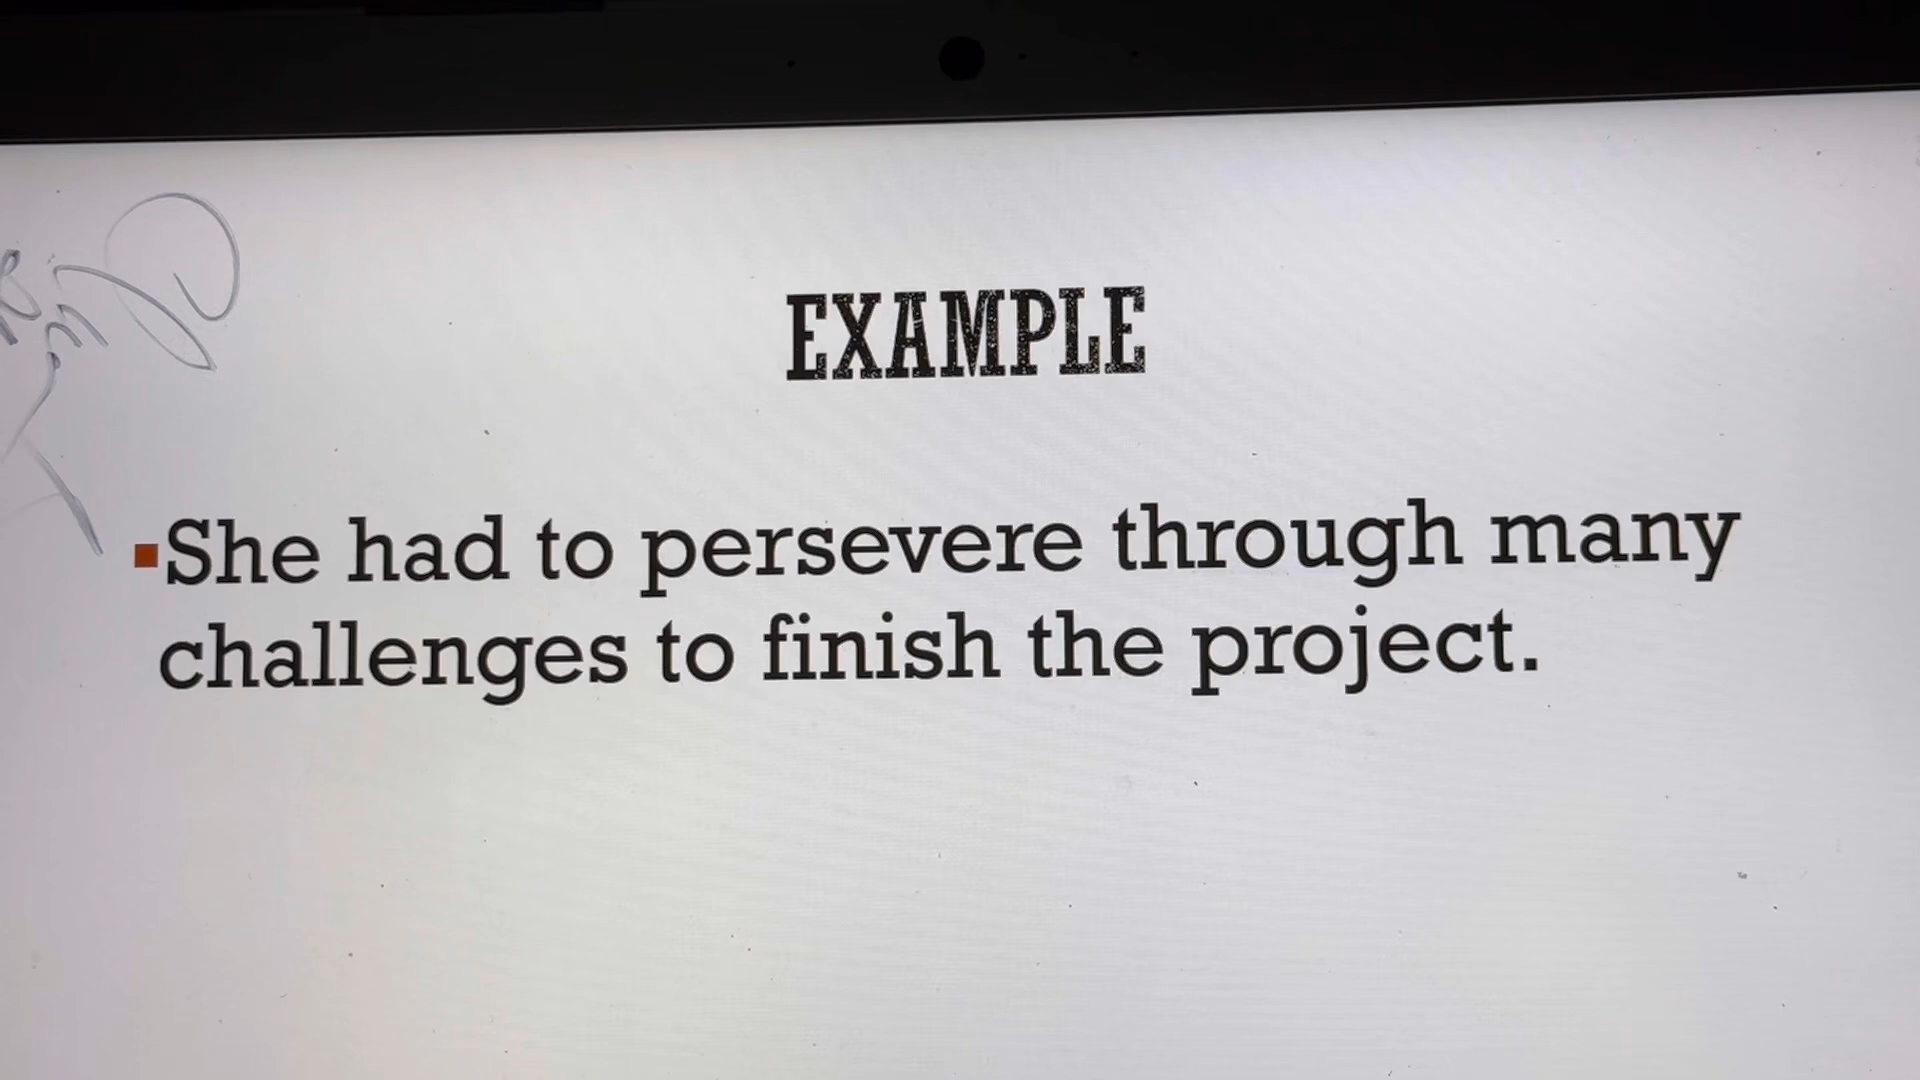 EXAMPLE
▪She had to persevere through many
challenges to finish the project.